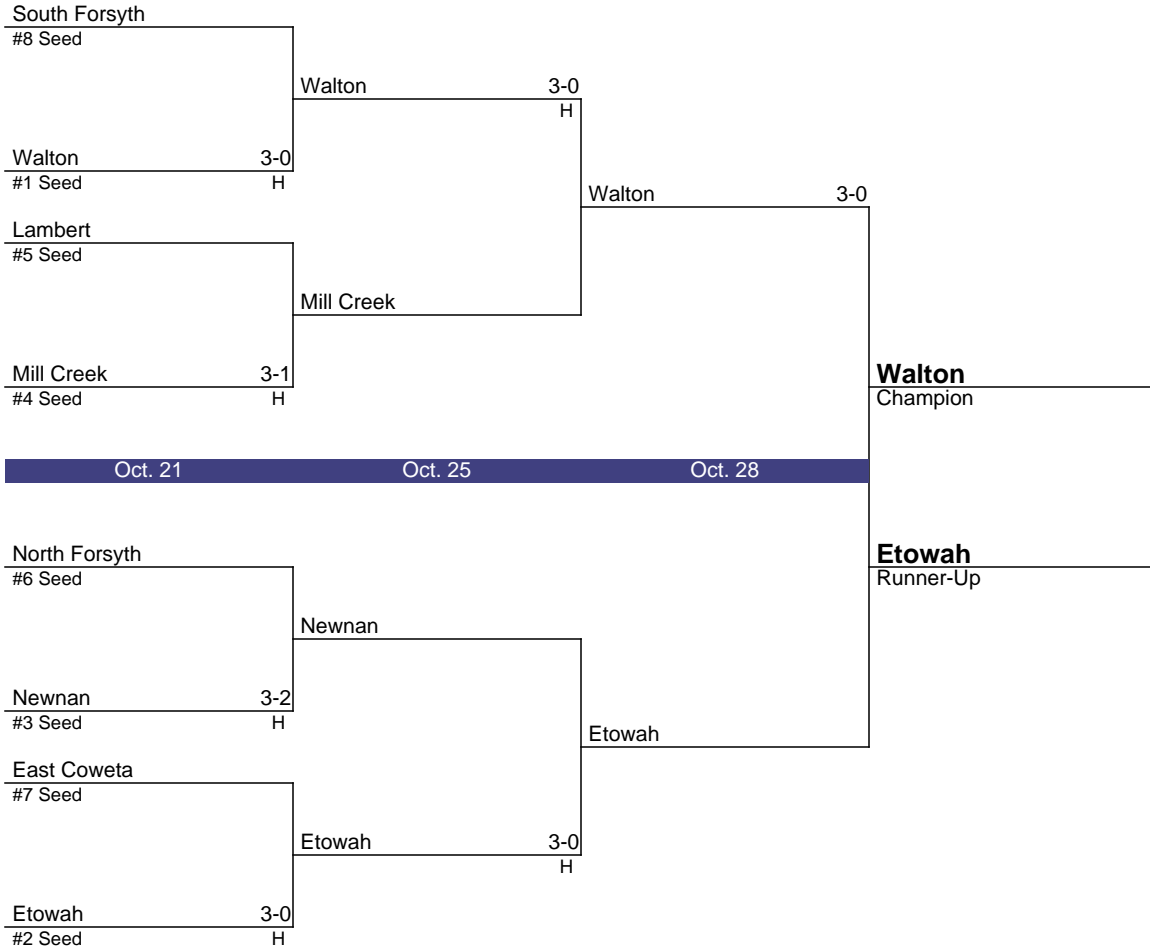 South Forsyth
#8 Seed
Walton 3-0
H
Walton 3-0
#1 Seed H
Walton 3-0
Lambert
#5 Seed
Mill Creek
Mill Creek 3-1
#4 Seed H
Walton
Champion
Oct. 21 Oct. 25 Oct. 28
North Forsyth
#6 Seed
Etowah
Runner-Up
Newnan
Newnan 3-2
#3 Seed H
Etowah
East Coweta
#7 Seed
Etowah 3-0
H
Etowah 3-0
#2 Seed H